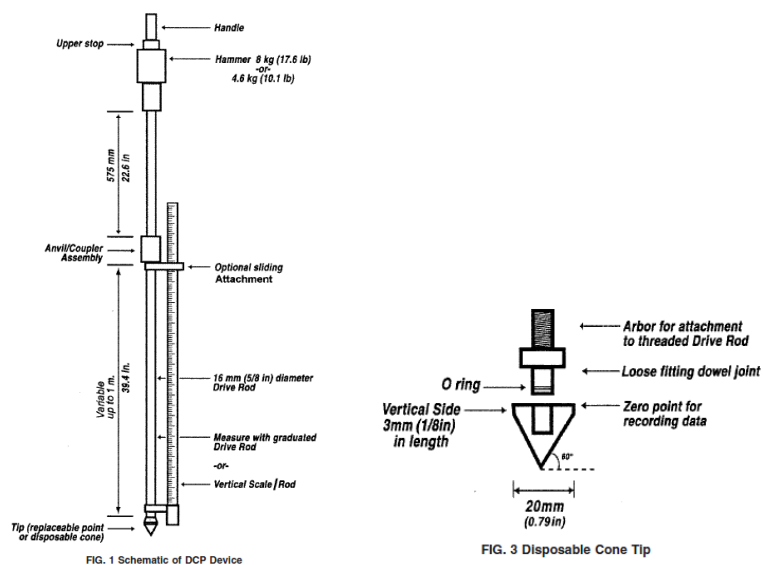 Handle
Upper stop
Hammer 8 kg (17.6 lb)
-or-
4.6 kg (10.1 lb)
575 mm
22.6 in
Anvil/Coupler
Assembly
Optional sliding
Attachment
Variable
up to 1 m.
39.4 in.
16 mm (5/8 in) diameter
Drive Rod
Measure with graduated
Drive Rod
-or-
Vertical Scale/Rod
Tip (replaceable point
or disposable cone)
FIG. 1 Schematic of DCP Device
Arbor for attachment
to threaded Drive Rod
Loose fitting dowel joint
O ring
Vertical Side
3mm (1/8in)
in length
Zero point for
recording data
60°
20mm
(0.79in)
FIG. 3 Disposable Cone Tip